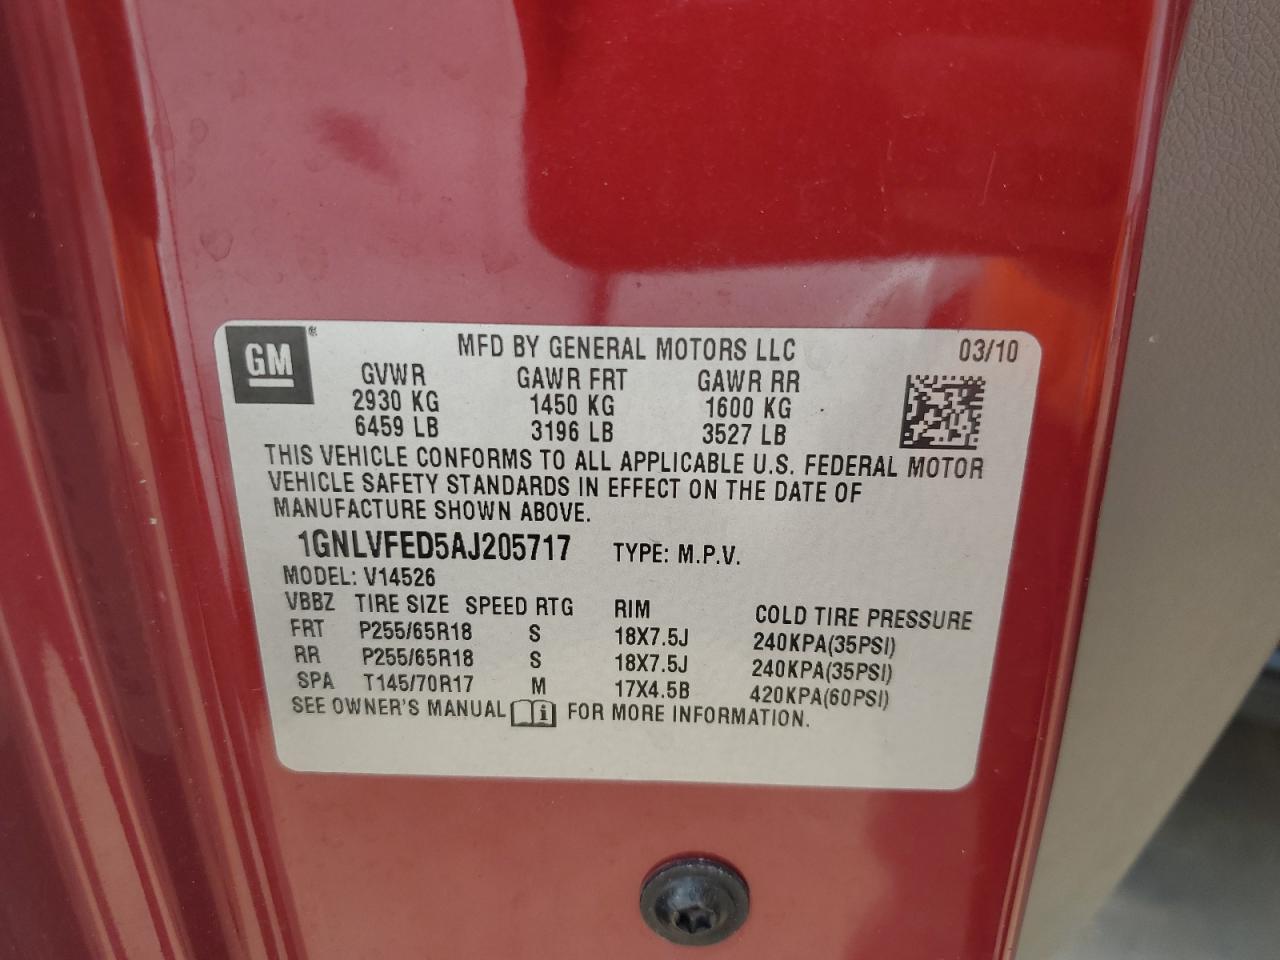 GM®
MFD BY GENERAL MOTORS LLC 03/10
GVWR GAWR FRT GAWR RR
2930 KG 1450 KG 1600 KG
6459 LB 3196 LB 3527 LB
THIS VEHICLE CONFORMS TO ALL APPLICABLE U.S. FEDERAL MOTOR
VEHICLE SAFETY STANDARDS IN EFFECT ON THE DATE OF
MANUFACTURE SHOWN ABOVE.
1GNLVFED5AJ205717 TYPE: M.P.V.
MODEL: V14526
VBBZ TIRE SIZE SPEED RTG RIM COLD TIRE PRESSURE
FRT P255/65R18 S 18X7.5J 240KPA(35PSI)
RR P255/65R18 S 18X7.5J 240KPA(35PSI)
SPA T145/70R17 M 17X4.5B 420KPA(60PSI)
SEE OWNER'S MANUAL i FOR MORE INFORMATION.